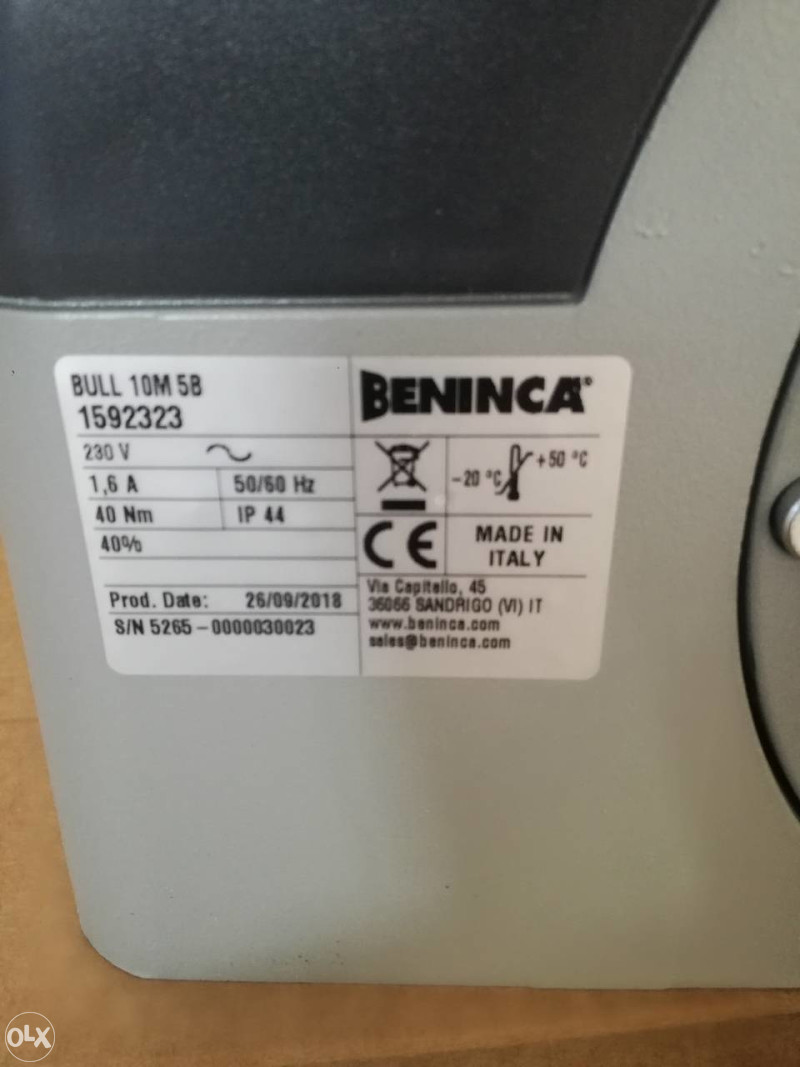 BULL 10M 5B
1592323
230 V
1,6 A
50/60 Hz
40 Nm
IP 44
40%
Prod. Date: 26/09/2018
S/N 5265-0000030023
BENINCA®
-20 °C
+50 °C
CE
MADE IN
ITALY
Via Capitello, 45
36066 SANDRIGO (VI) IT
www.beninca.com
sales@beninca.com
OLX